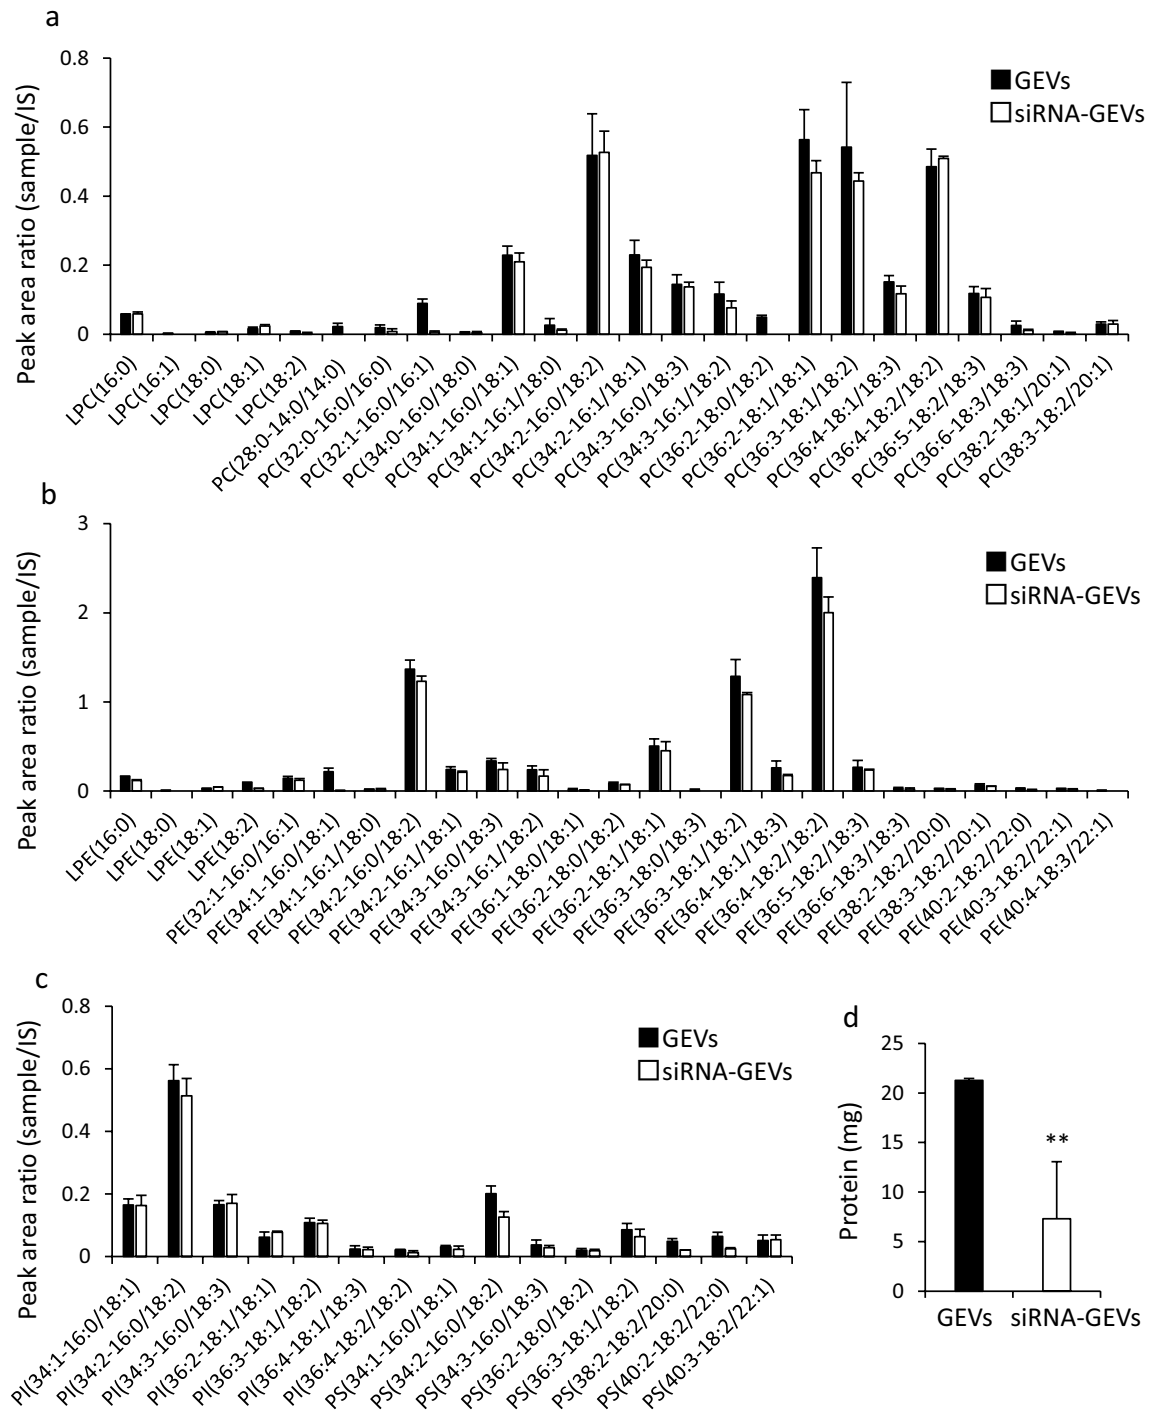 a
Peak area ratio (sample/IS)
0.8
0.6
0.4
0.2
0
GEVs
siRNA-GEVs
LPC(16:0)
LPC(16:1)
LPC(18:0)
LPC(18:1)
LPC(18:2)
PC(28:0-14:0/14:0)
PC(32:0-16:0/16:0)
PC(32:1-16:0/16:1)
PC(34:0-16:0/18:0)
PC(34:1-16:0/18:1)
PC(34:1-16:1/18:0)
PC(34:2-16:0/18:2)
PC(34:2-16:1/18:1)
PC(34:3-16:0/18:3)
PC(34:3-16:1/18:2)
PC(36:2-18:0/18:2)
PC(36:2-18:1/18:1)
PC(36:3-18:1/18:2)
PC(36:4-18:1/18:3)
PC(36:4-18:2/18:2)
PC(36:5-18:2/18:3)
PC(36:6-18:3/18:3)
PC(38:2-18:1/20:1)
PC(38:3-18:2/20:1)
b
Peak area ratio (sample/IS)
3
2
1
0
GEVs
siRNA-GEVs
LPE(16:0)
LPE(18:0)
LPE(18:1)
LPE(18:2)
PE(32:1-16:0/16:1)
PE(34:1-16:0/18:1)
PE(34:1-16:1/18:0)
PE(34:2-16:0/18:2)
PE(34:2-16:1/18:1)
PE(34:3-16:0/18:3)
PE(34:3-16:1/18:2)
PE(36:1-18:0/18:1)
PE(36:2-18:0/18:2)
PE(36:2-18:1/18:1)
PE(36:3-18:0/18:3)
PE(36:3-18:1/18:2)
PE(36:4-18:1/18:3)
PE(36:4-18:2/18:2)
PE(36:5-18:2/18:3)
PE(36:6-18:3/18:3)
PE(38:2-18:2/20:0)
PE(38:3-18:2/20:1)
PE(40:2-18:2/22:0)
PE(40:3-18:2/22:1)
PE(40:4-18:3/22:1)
c
Peak area ratio (sample/IS)
0.8
0.6
0.4
0.2
0
GEVs
siRNA-GEVs
PI(34:1-16:0/18:1)
PI(34:2-16:0/18:2)
PI(34:3-16:0/18:3)
PI(36:2-18:1/18:1)
PI(36:3-18:1/18:2)
PI(36:4-18:1/18:3)
PI(36:4-18:2/18:2)
PS(34:1-16:0/18:1)
PS(34:2-16:0/18:2)
PS(34:3-16:0/18:3)
PS(36:2-18:0/18:2)
PS(36:3-18:1/18:2)
PS(38:2-18:2/20:0)
PS(40:2-18:2/22:0)
PS(40:3-18:2/22:1)
d
Protein (mg)
25
20
15
10
5
0
**
GEVs
siRNA-GEVs